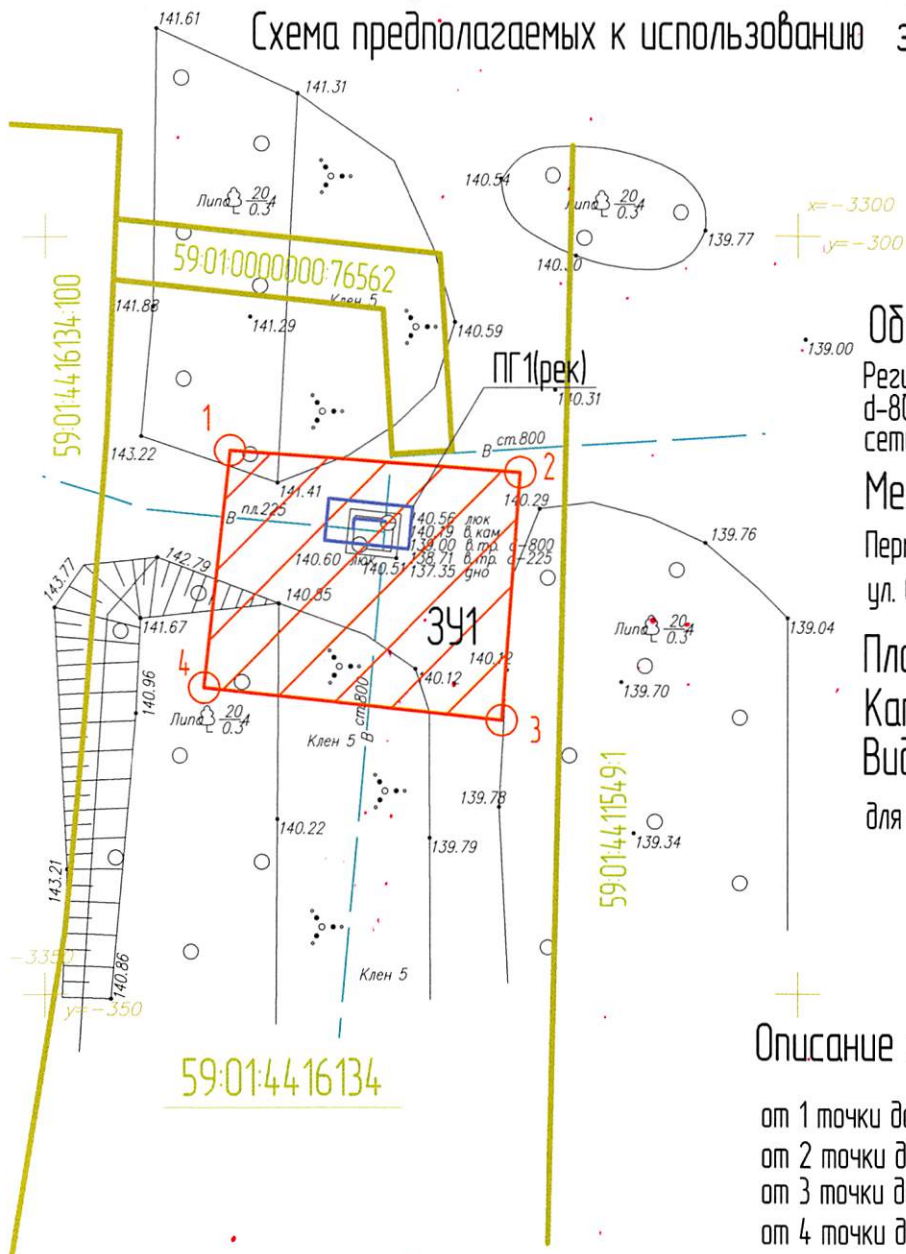 Схема предполагаемых к использованию
141.61
141.31
Липа 20 0.3 4
140.54
Липа 20 0.3 4
139.77
140.30
x=-3300
y=-300
59:01:0000000:76562
Клен 5
141.88
141.29
140.59
59:01:4416134:100
ПГ1(рек)
140.31
139.00
143.22
1
В ст.800
2
141.41
В пл.225
140.29
140.56 люк
140.19 в.кам
139.00 в.тр. с-800
138.71 в.тр. с-225
137.35 дно
140.60 люк
140.51
139.76
143.77
142.79
140.85
141.67
ЗУ1
Липа 20 0.3 4
139.04
140.12
140.12
4
140.96
139.70
Липа 20 0.3 4
Клен 5
В ст.800
3
139.78
140.22
139.79
139.34
143.21
59:01:4411549:1
-3350
y=-350
140.86
Клен 5
59:01:4416134
d-80
ул.
Вид
для
Описание
от 1 точки
от 2 точки
от 3 точки
от 4 точки